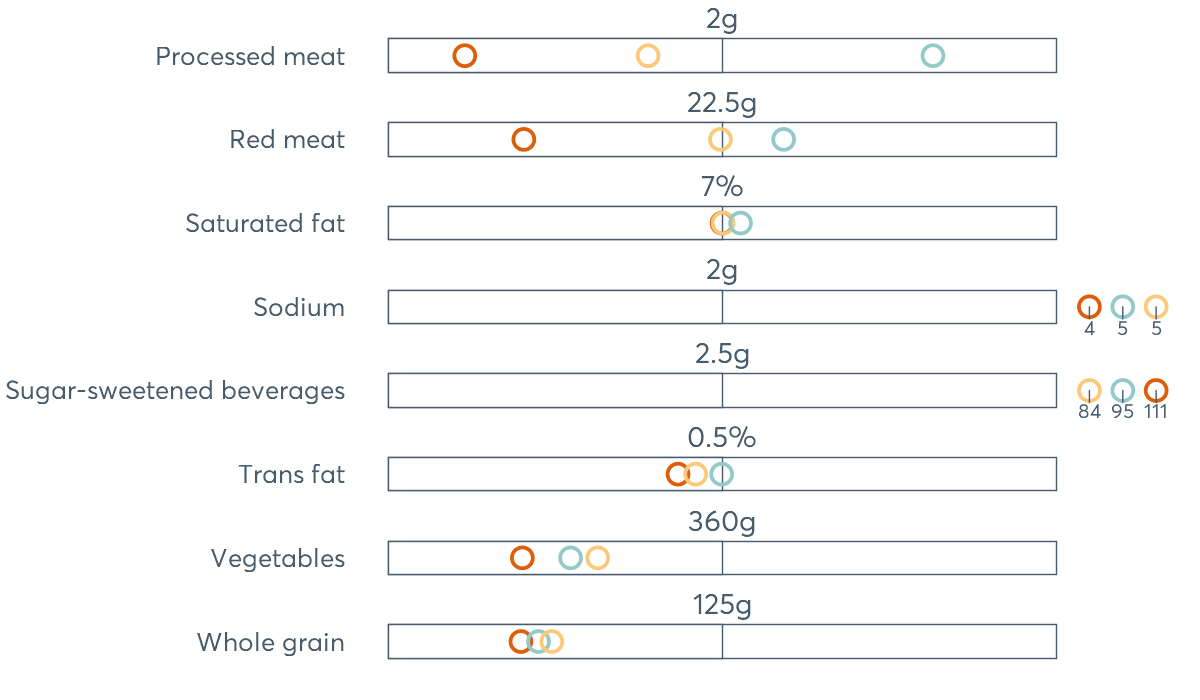 2g
Processed meat
22.5g
Red meat
7%
Saturated fat
2g
Sodium
4 5 5
2.5g
Sugar-sweetened beverages
84 95 111
0.5%
Trans fat
360g
Vegetables
125g
Whole grain